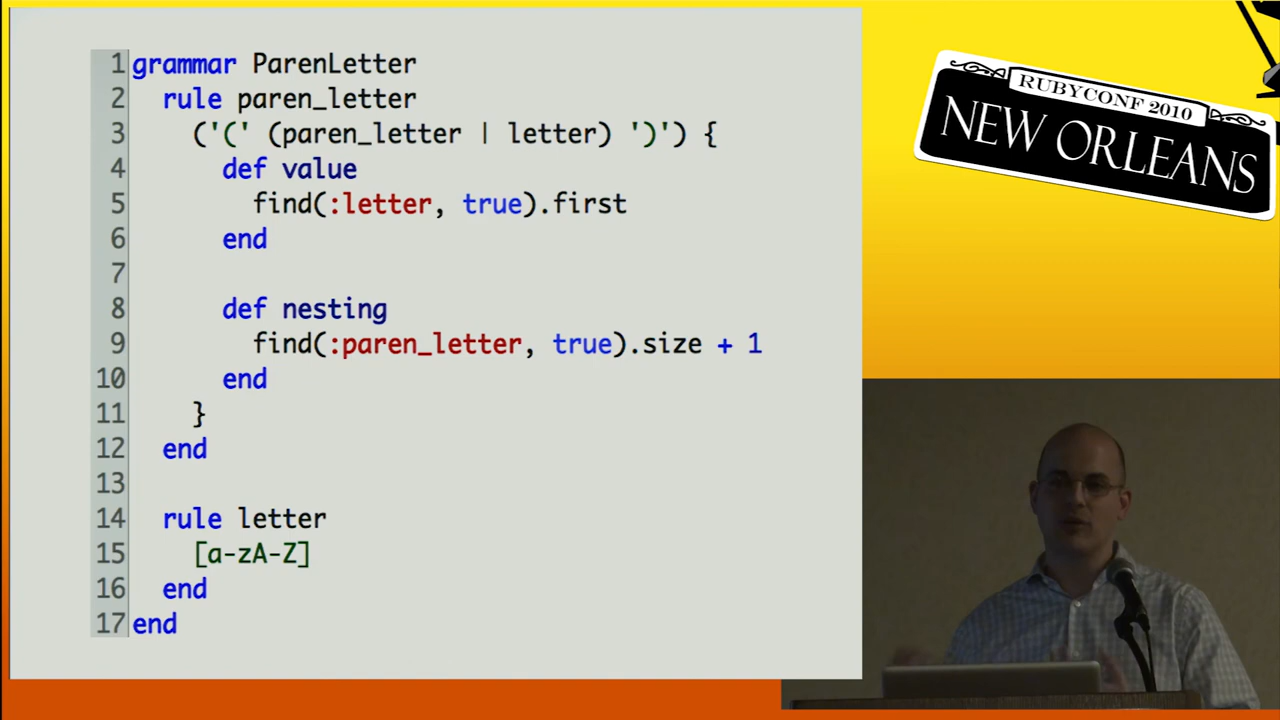 1 grammar ParenLetter
2   rule paren_letter
3     ('(' (paren_letter | letter) ')') {
4       def value
5         find(:letter, true).first
6       end
7
8       def nesting
9         find(:paren_letter, true).size + 1
10       end
11     }
12   end
13
14   rule letter
15     [a-zA-Z]
16   end
17 end
RUBYCONF 2010
NEW ORLEANS